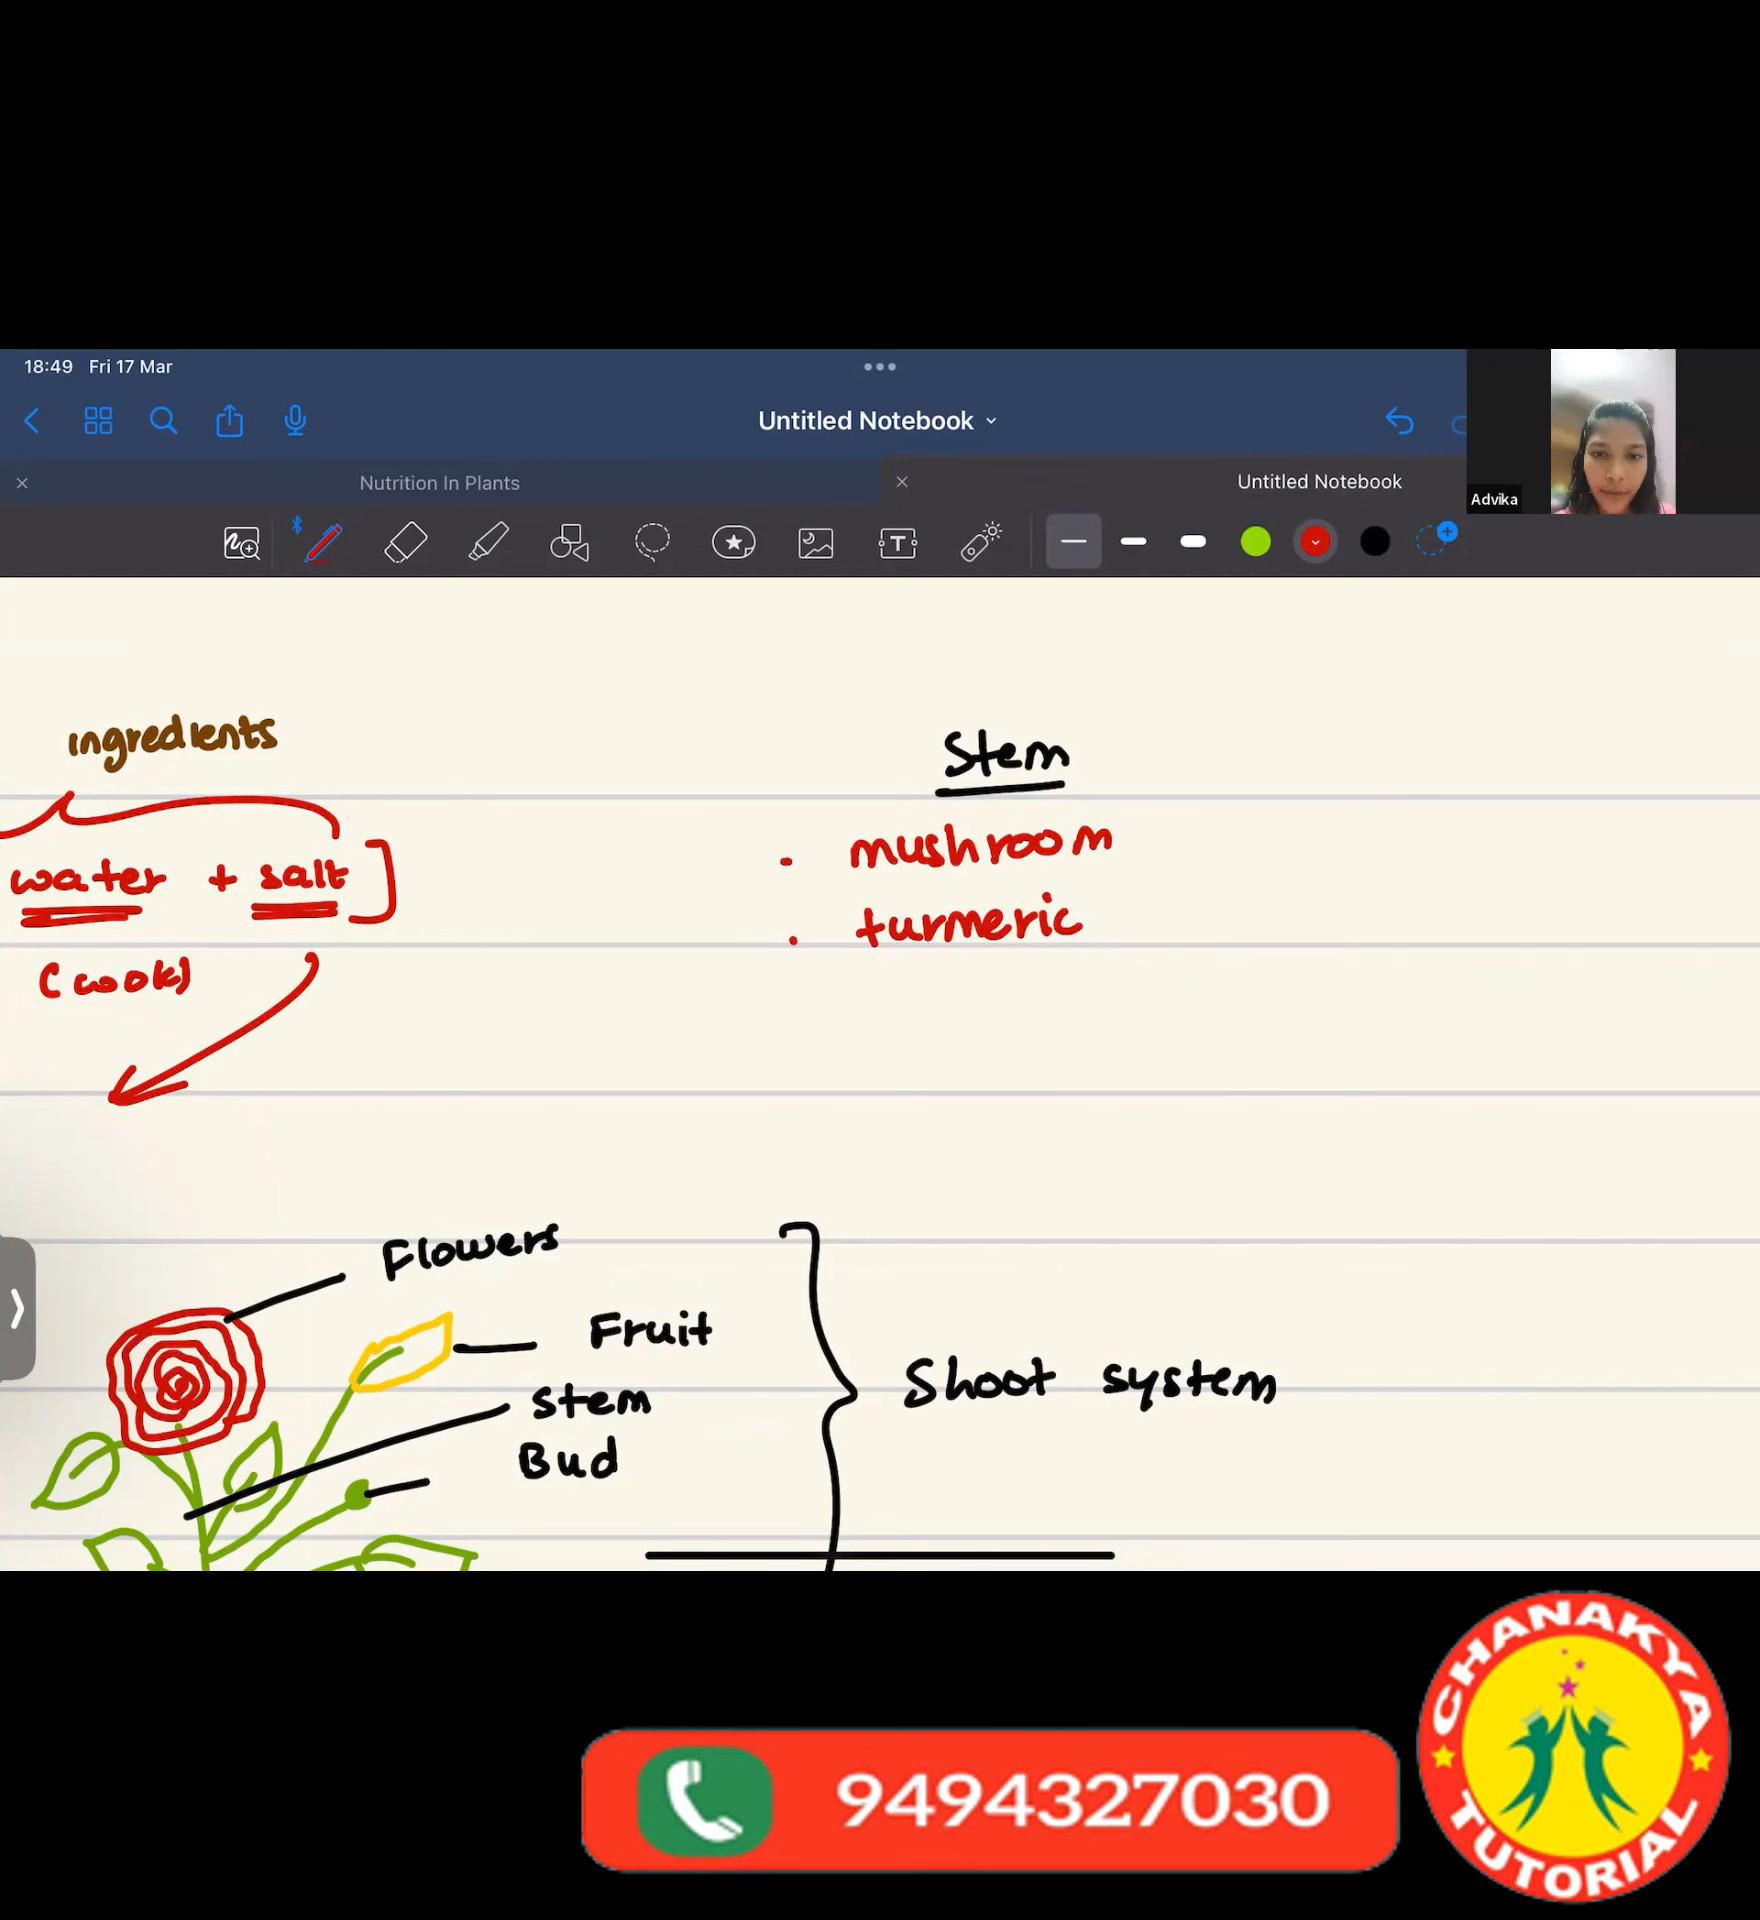 18:49 Fri 17 Mar
Untitled Notebook
Nutrition In Plants
Untitled Notebook
Advika
T
ingredients
water + salt ]
(cook)
Stem
. mushroom
. turmeric
Flowers
Fruit
Stem
Bud
Shoot system
9494327030
CHANAKYA
TUTORIAL